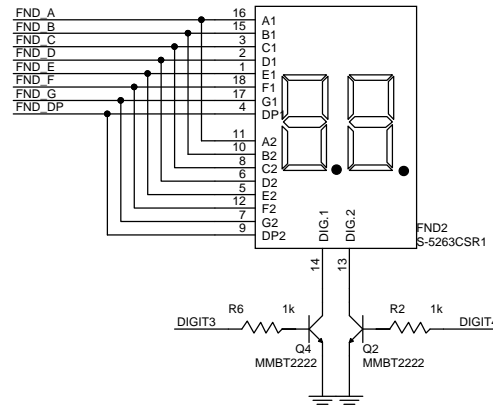 FND_A 16 A1
FND_B 15 B1
FND_C 3 C1
FND_D 2 D1
FND_E 1 E1
FND_F 18 F1
FND_G 17 G1
FND_DP 4 DP1
11 A2
10 B2
8 C2
6 D2
5 E2
12 F2
7 G2
9 DP2
DIG.1
DIG.2
FND2
S-5263CSR1
14
13
R6 1k
R2 1k
DIGIT3
DIGIT4
Q4
MMBT2222
Q2
MMBT2222